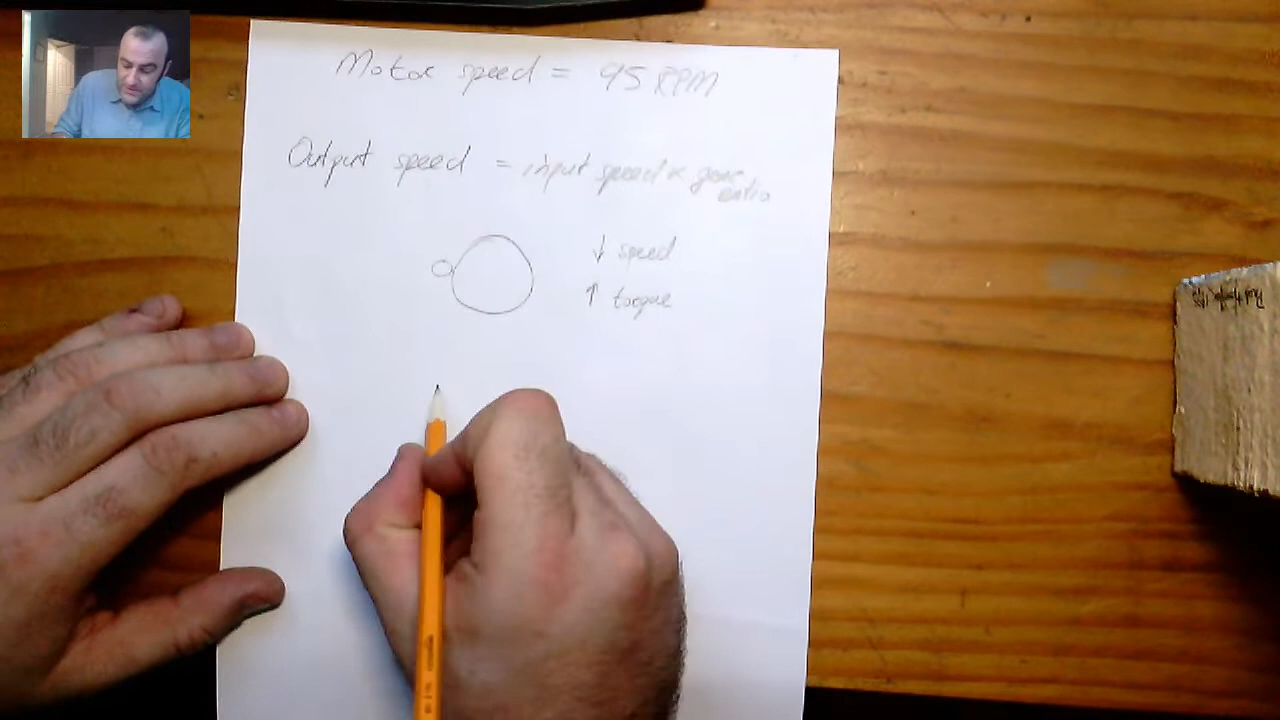 Motor speed = 95 RPM
Output speed = input speed × gear
ratio
↓ speed
↑ torque